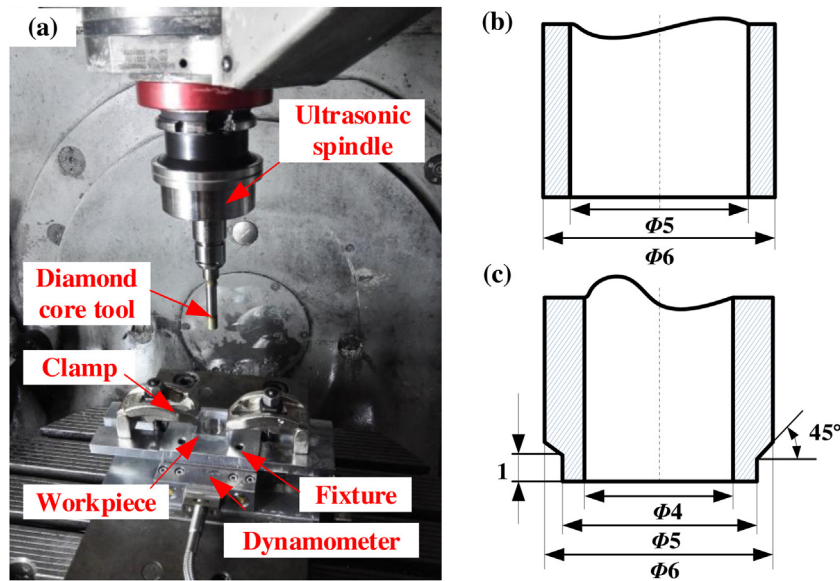 (a)
Ultrasonic
spindle
Diamond
core tool
Clamp
Workpiece
Fixture
Dynamometer
(b)
Φ5
Φ6
(c)
45°
1
Φ4
Φ5
Φ6